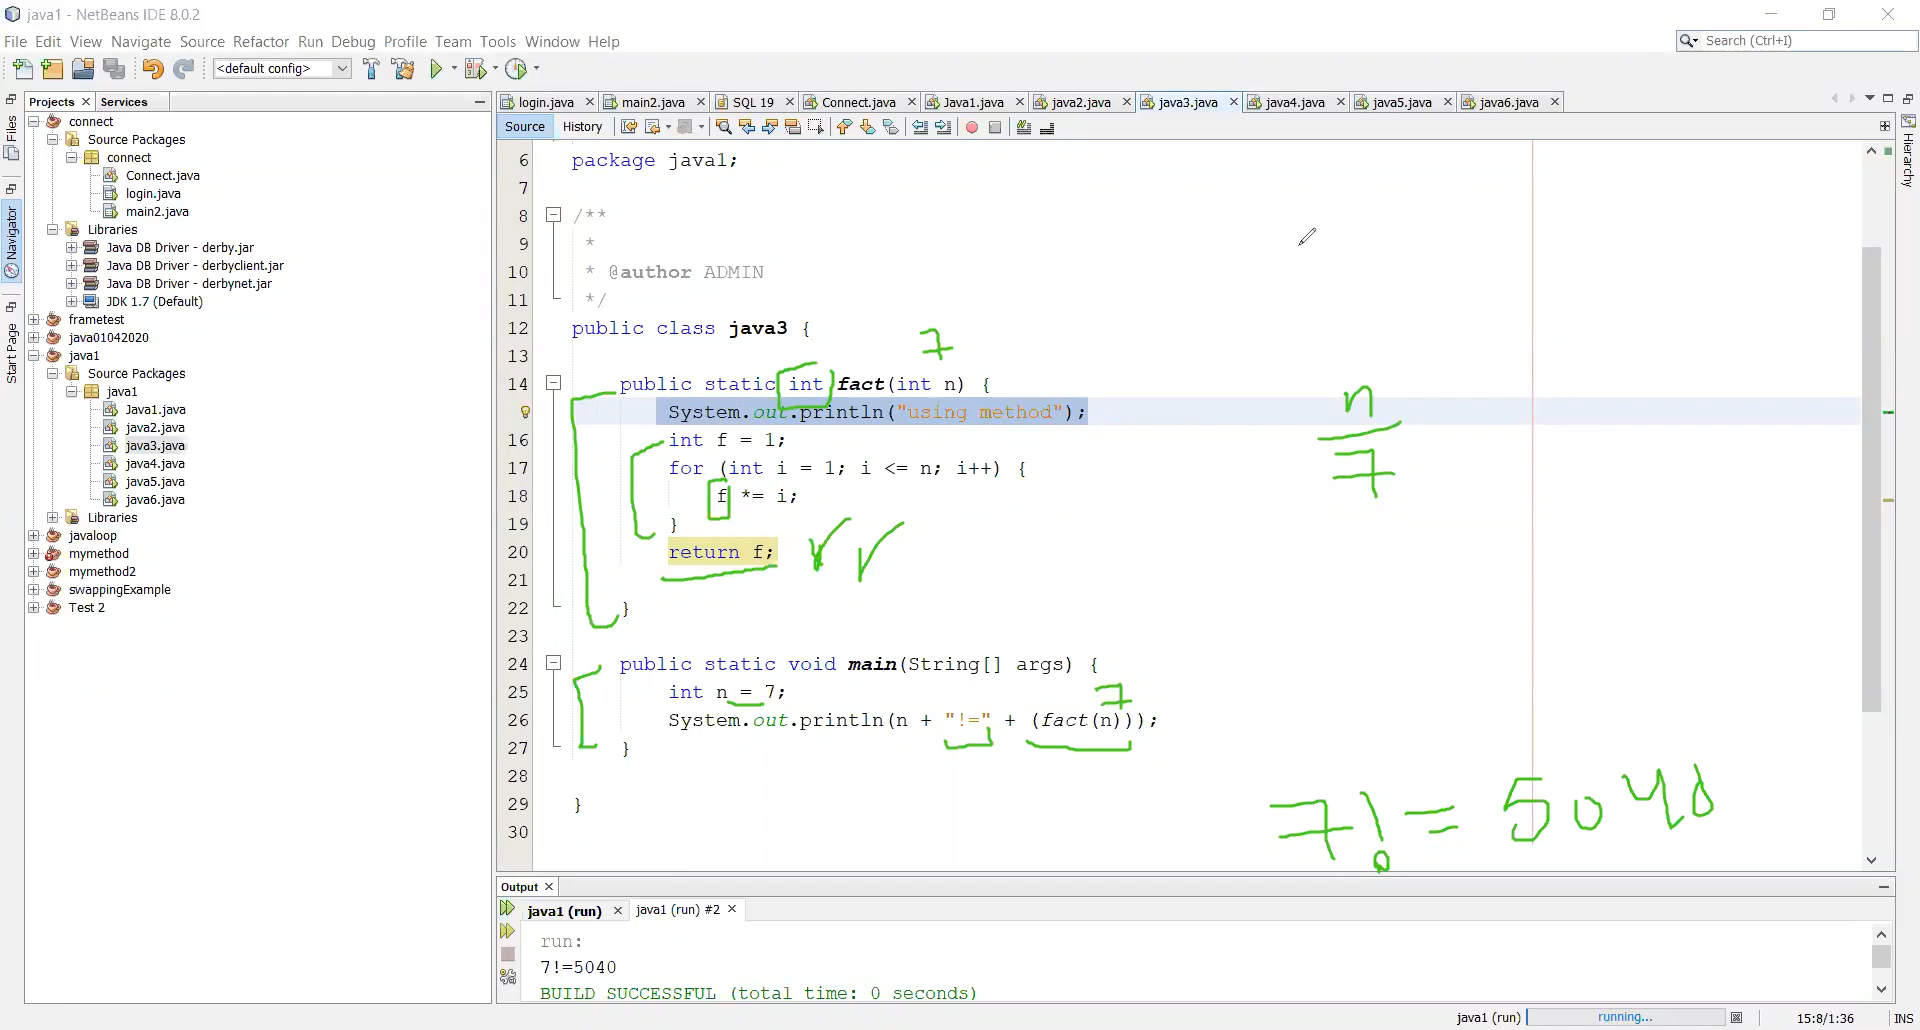 java1 - NetBeans IDE 8.0.2
File Edit View Navigate Source Refactor Run Debug Profile Team Tools Window Help
Search (Ctrl+I)
<default config>
Files
Navigator
Start Page
Projects Services
connect
Source Packages
connect
Connect.java
login.java
main2.java
Libraries
Java DB Driver - derby.jar
Java DB Driver - derbyclient.jar
Java DB Driver - derbynet.jar
JDK 1.7 (Default)
frametest
java01042020
java1
Source Packages
java1
Java1.java
java2.java
java3.java
java4.java
java5.java
java6.java
Libraries
javaloop
mymethod
mymethod2
swappingExample
Test 2
login.java main2.java SQL 19 Connect.java Java1.java java2.java java3.java java4.java java5.java java6.java
Source History
Hierarchy
6 package java1;
7
8 /**
9 *
10 * @author ADMIN
11 */
12 public class java3 {
7
13
14 public static int fact(int n) {
System.out.println("using method");
n
16 int f = 1;
17 for (int i = 1; i <= n; i++) {
7
18 f *= i;
19 }
20 return f;
21
22 }
23
24 public static void main(String[] args) {
25 int n = 7;
7
26 System.out.println(n + "!=" + (fact(n)));
27 }
28
29 }
7! = 5040
30
Output
java1 (run) java1 (run) #2
run:
7!=5040
BUILD SUCCESSFUL (total time: 0 seconds)
java1 (run) running... 15:8/1:36 INS